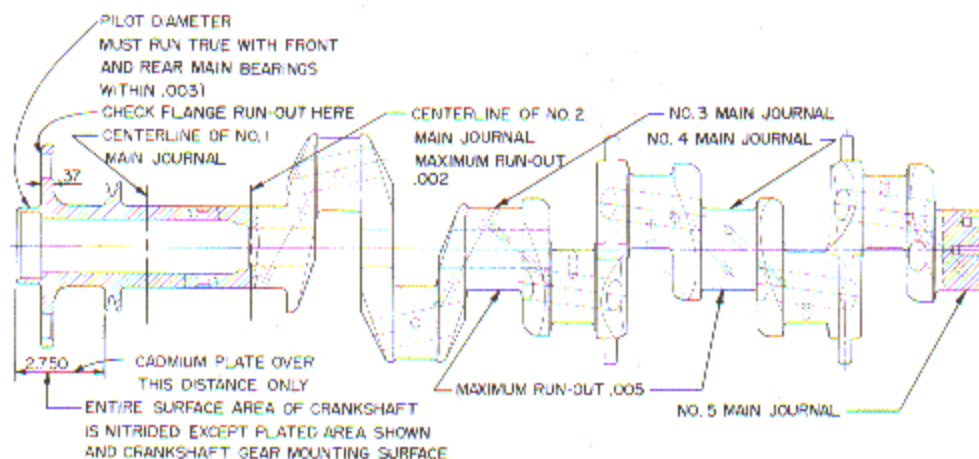 PILOT DIAMETER
MUST RUN TRUE WITH FRONT
AND REAR MAIN BEARINGS
WITHIN .0031
CHECK FLANGE RUN-OUT HERE
CENTERLINE OF NO. 1
MAIN JOURNAL
.37
CENTERLINE OF NO. 2
MAIN JOURNAL
MAXIMUM RUN-OUT
.002
NO. 3 MAIN JOURNAL
NO. 4 MAIN JOURNAL
2.750
CADMIUM PLATE OVER
THIS DISTANCE ONLY
ENTIRE SURFACE AREA OF CRANKSHAFT
IS NITRIDED EXCEPT PLATED AREA SHOWN
AND CRANKSHAFT GEAR MOUNTING SURFACE
MAXIMUM RUN-OUT .005
NO. 5 MAIN JOURNAL